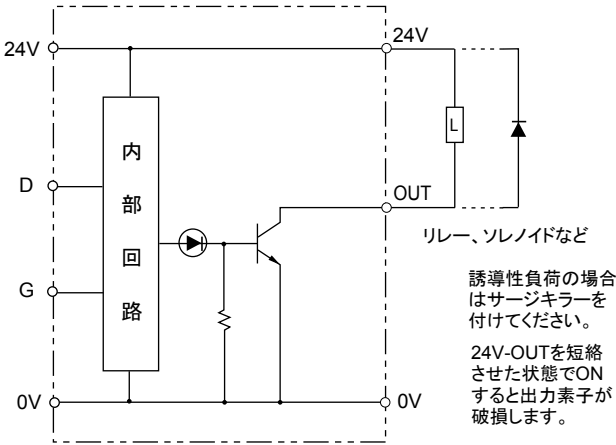 24V
24V
D
G
0V
内部回路
L
OUT
0V
リレー、ソレノイドなど
誘導性負荷の場合
はサージキラーを
付けてください。
24V-OUTを短絡
させた状態でON
すると出力素子が
破損します。